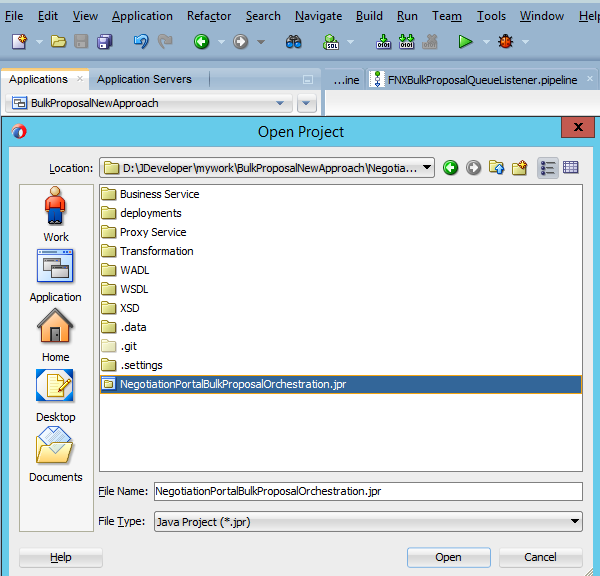 File Edit View Application Refactor Search Navigate Build Run Team Tools Window Help
Applications × Application Servers ...ine FNXBulkProposalQueueListener.pipeline
BulkProposalNewApproach
Open Project
Location: D:\JDeveloper\mywork\BulkProposalNewApproach\Negotia...
Work
Application
Home
Desktop
Documents
Business Service
deployments
Proxy Service
Transformation
WADL
WSDL
XSD
.data
.git
.settings
NegotiationPortalBulkProposalOrchestration.jpr
File Name: NegotiationPortalBulkProposalOrchestration.jpr
File Type: Java Project (*.jpr)
Help Open Cancel